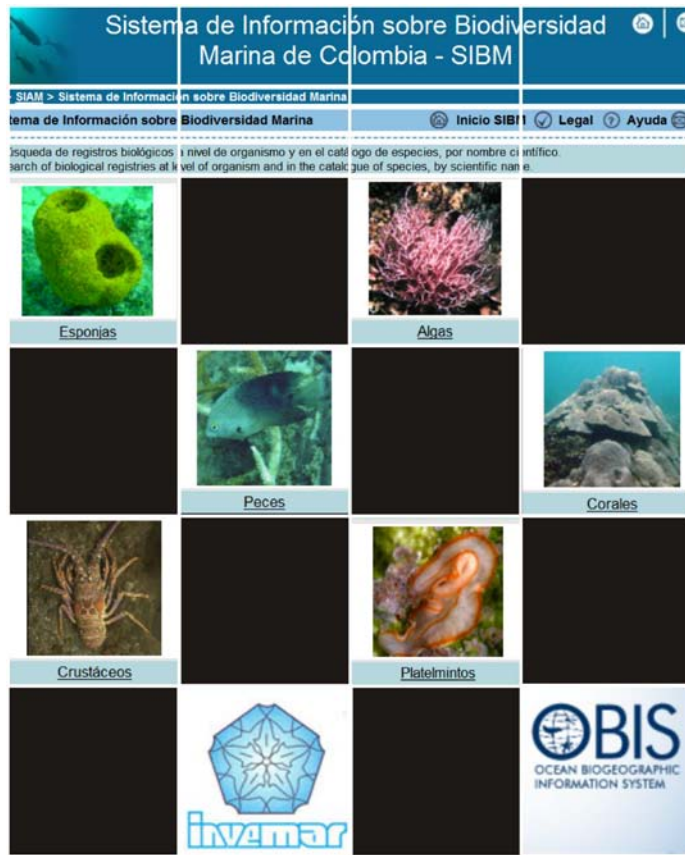 Sistema de Información sobre Biodiversidad
Marina de Colombia - SIBM
SIAM > Sistema de Información sobre Biodiversidad Marina
tema de Información sobre Biodiversidad Marina
Inicio SIBM Legal Ayuda
úsqueda de registros biológicos a nivel de organismo y en el catálogo de especies, por nombre científico.
earch of biological registries at level of organism and in the catalogue of species, by scientific name.
Esponjas
Algas
Peces
Corales
Crustáceos
Platelmintos
invemar
OBIS
OCEAN BIOGEOGRAPHIC
INFORMATION SYSTEM